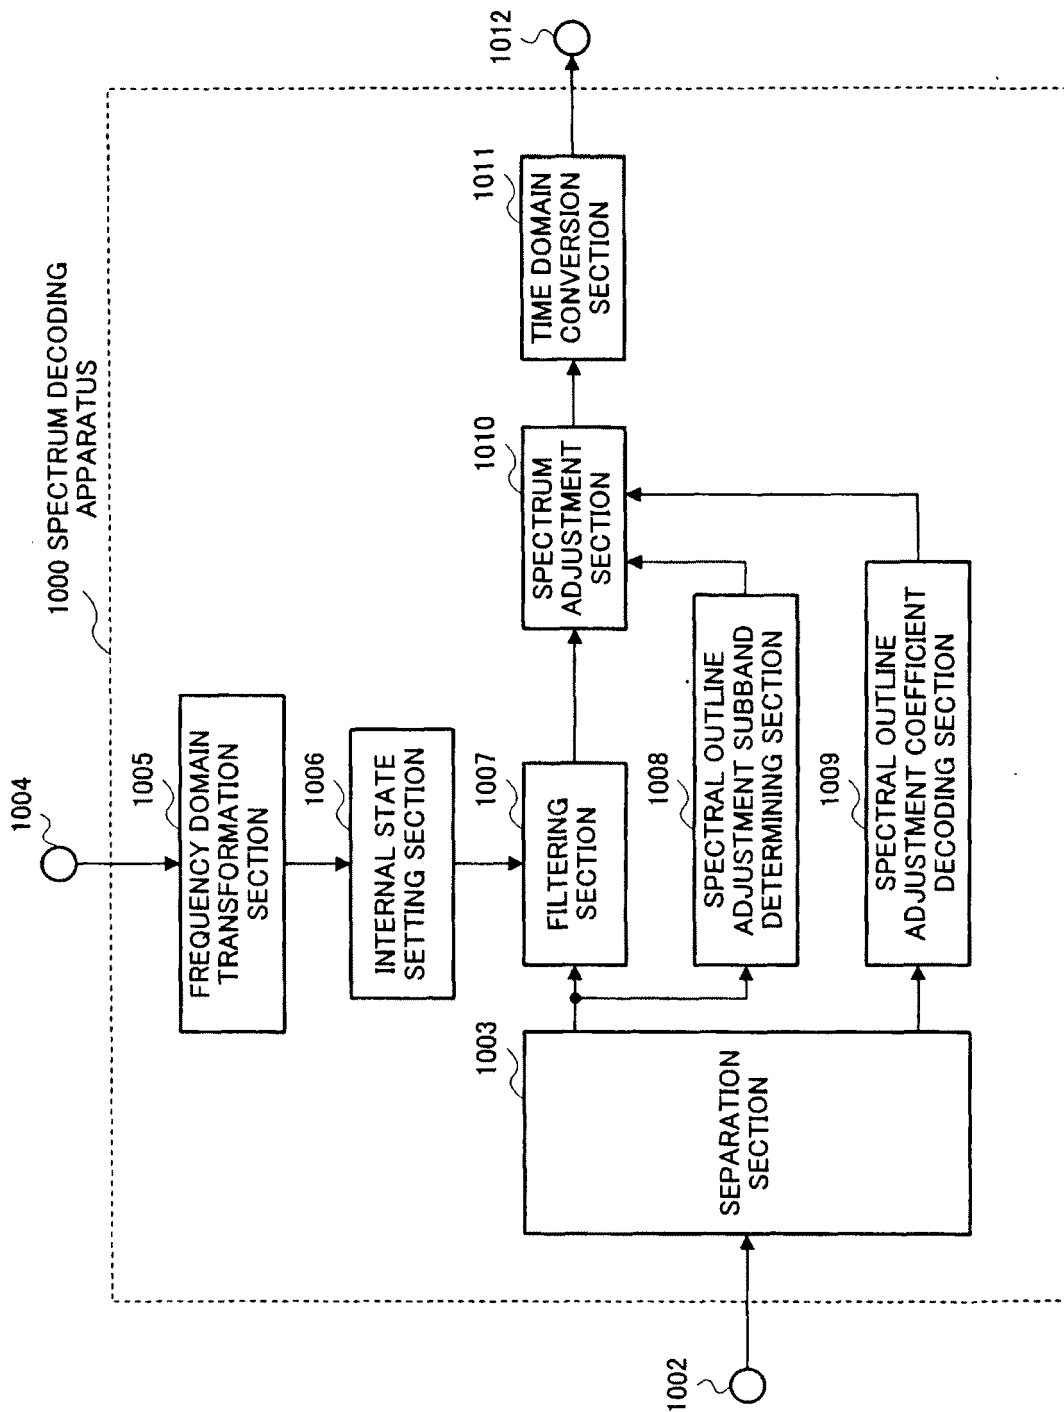 1000 SPECTRUM DECODING
APPARATUS
1004
1005
FREQUENCY DOMAIN
TRANSFORMATION
SECTION
1006
INTERNAL STATE
SETTING SECTION
1002
1003
SEPARATION
SECTION
1007
FILTERING
SECTION
1010
SPECTRUM
ADJUSTMENT
SECTION
1011
TIME DOMAIN
CONVERSION
SECTION
1012
1008
SPECTRAL OUTLINE
ADJUSTMENT SUBBAND
DETERMINING SECTION
1009
SPECTRAL OUTLINE
ADJUSTMENT COEFFICIENT
DECODING SECTION